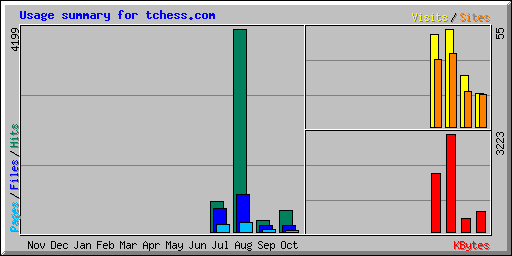 Usage summary for tchess.com
Visits / Sites
4199
55
Pages / Files / Hits
3223
Nov Dec Jan Feb Mar Apr May Jun Jul Aug Sep Oct
KBytes